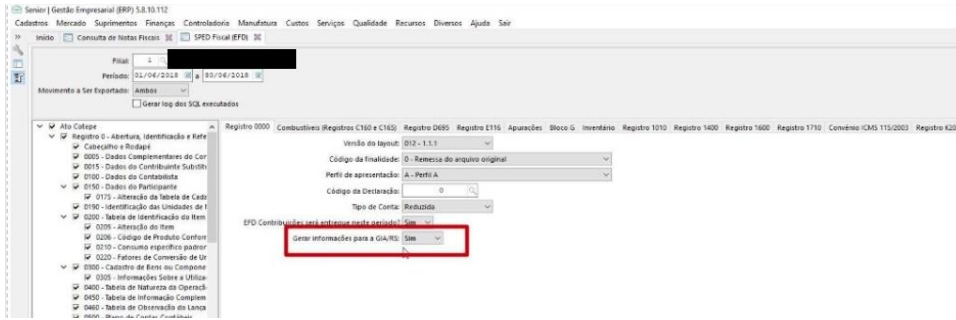 Senior | Gestão Empresarial (ERP) 5.8.10.112
Cadastros Mercado Suprimentos Finanças Controladoria Manufatura Custos Serviços Qualidade Recursos Diversos Ajuda Sair
Início Consulta de Notas Fiscais SPED Fiscal (EFD)
Filial: 1
Período: 01/06/2018 a 30/06/2018
Movimento a Ser Exportado: Ambos
Gerar log dos SQL executados
Registro 0000 Combustíveis (Registros C160 e C165) Registro D695 Registro E116 Apurações Bloco G Inventário Registro 1010 Registro 1400 Registro 1600 Registro 1710 Convênio ICMS 115/2003 Registro K20
Ato Cotepe
Registro 0 - Abertura, Identificação e Refe
Cabeçalho e Rodapé
0005 - Dados Complementares do Cor
0015 - Dados do Contribuinte Substitu
0100 - Dados do Contabilista
0150 - Dados do Participante
0175 - Alteração da Tabela de Cada
0190 - Identificação das Unidades de
0200 - Tabela de Identificação do Item
0205 - Alteração do Item
0206 - Código de Produto Conforn
0210 - Consumo específico padror
0220 - Fatores de Conversão de Ur
0300 - Cadastro de Bens ou Compone
0305 - Informações Sobre a Utiliza
0400 - Tabela de Natureza da Operaçã
0450 - Tabela de Informação Complem
0460 - Tabela de Observação do Lança
0500 - Plano de Contas Contábeis
Versão do layout: 012 - 1.1.1
Código da finalidade: 0 - Remessa do arquivo original
Perfil de apresentação: A - Perfil A
Código da Declaração: 0
Tipo de Conta: Reduzida
EFD Contribuições será entregue neste período? Sim
Gerar informações para a GIA/RS: Sim